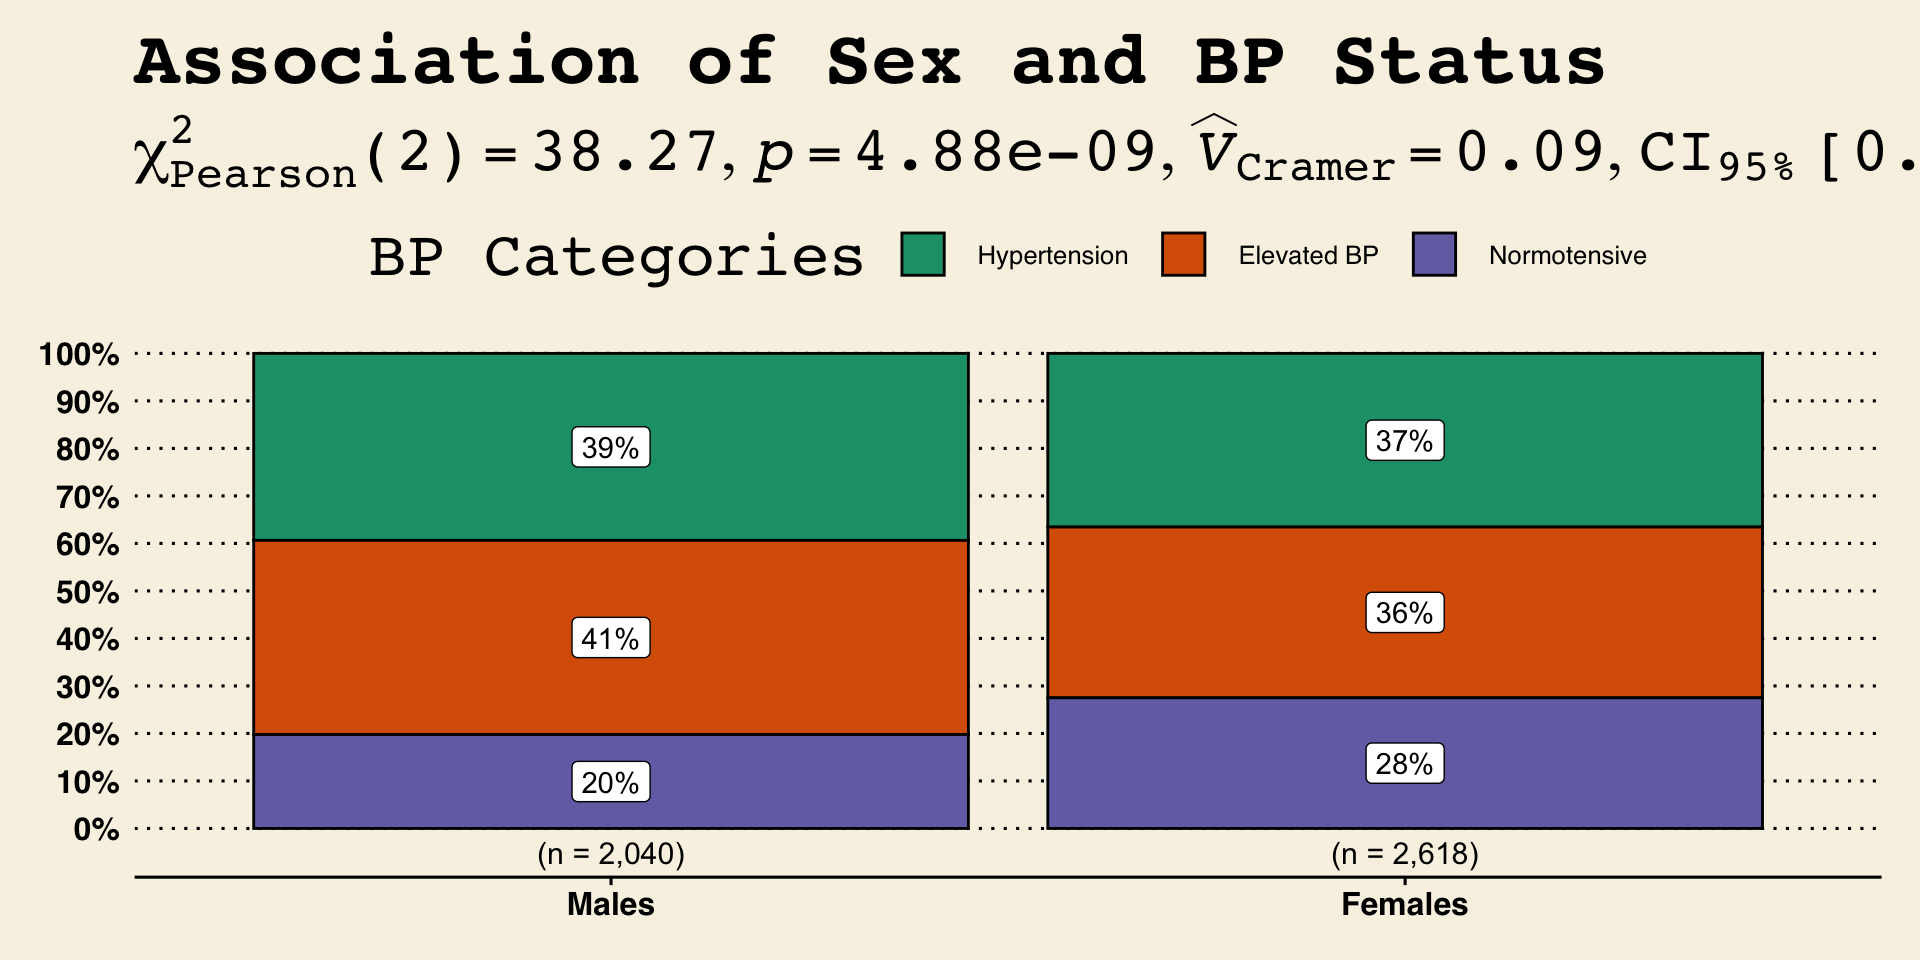 Association of Sex and BP Status
χ²Pearson(2) = 38.27, p = 4.88e−09, V̂Cramer = 0.09, CI95% [0.
BP Categories Hypertension Elevated BP Normotensive
100%
90%
80%
70%
60%
50%
40%
30%
20%
10%
0%
39% 37%
41% 36%
20% 28%
(n = 2,040) (n = 2,618)
Males Females